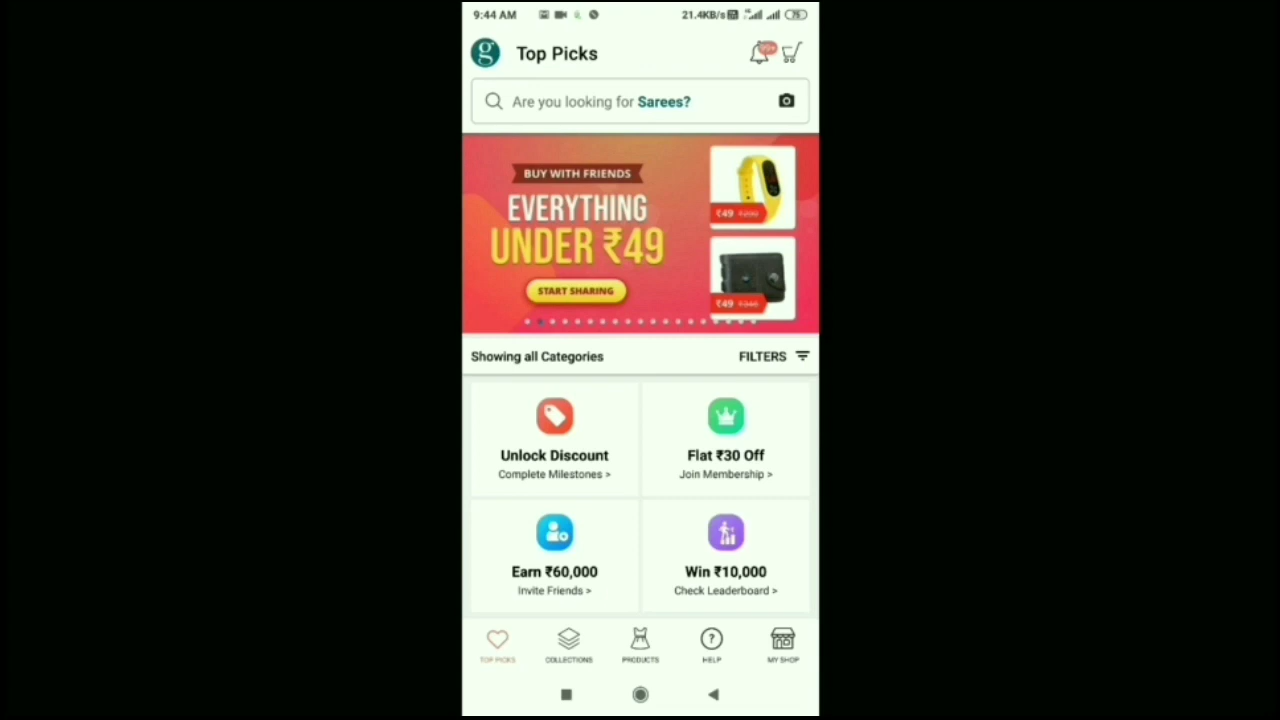 9:44 AM 21.4KB/s 76
g Top Picks 99+
Are you looking for Sarees?
BUY WITH FRIENDS
EVERYTHING
UNDER ₹49
START SHARING
₹49
₹49
Showing all Categories FILTERS
Unlock Discount
Complete Milestones >
Flat ₹30 Off
Join Membership >
Earn ₹60,000
Invite Friends >
Win ₹10,000
Check Leaderboard >
TOP PICKS COLLECTIONS PRODUCTS HELP MY SHOP